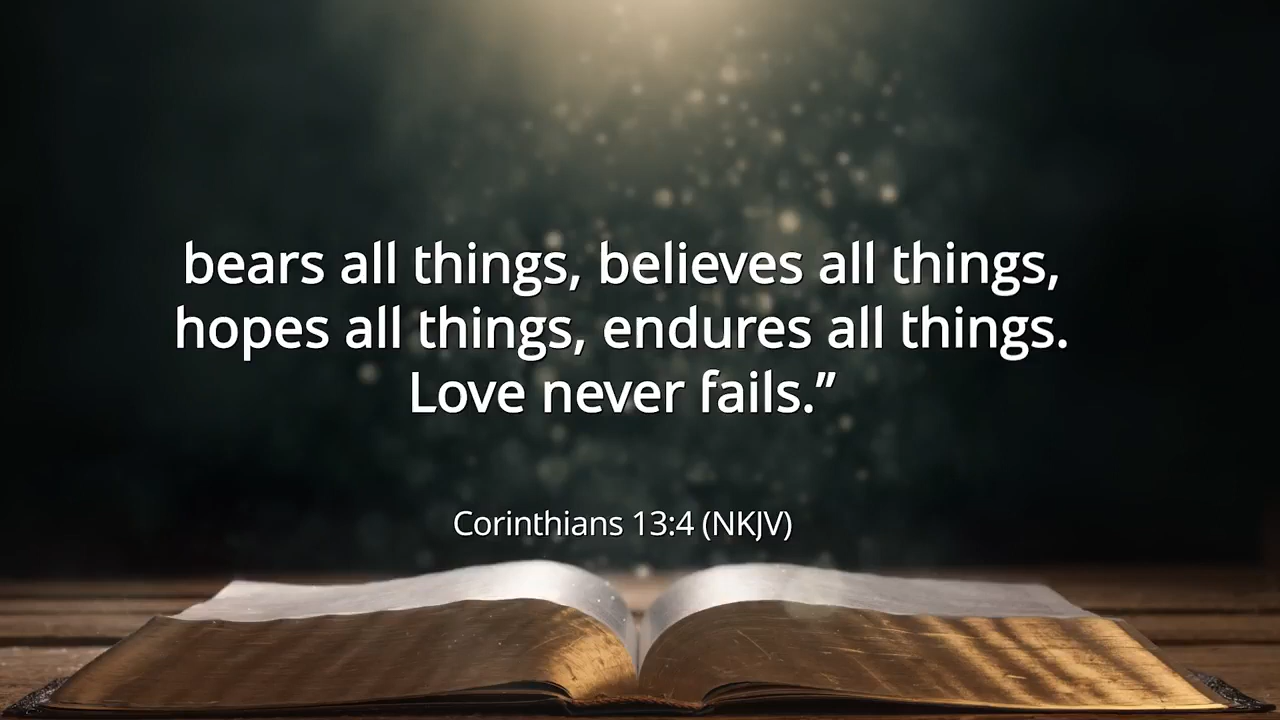 bears all things, believes all things,
hopes all things, endures all things.
Love never fails.”
Corinthians 13:4 (NKJV)